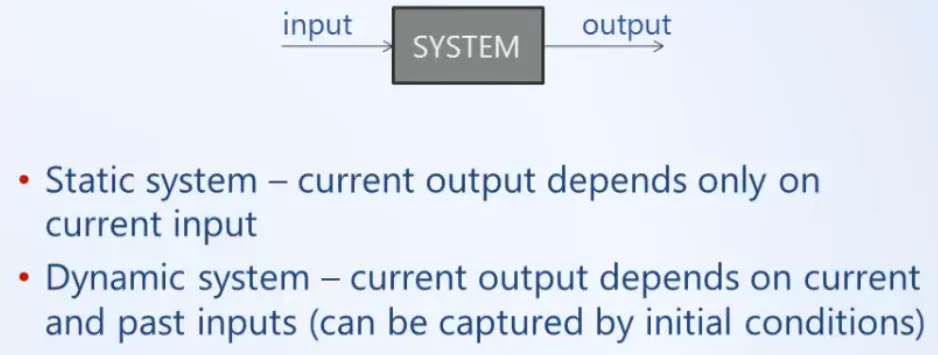 input
SYSTEM
output
• Static system – current output depends only on
current input
• Dynamic system – current output depends on current
and past inputs (can be captured by initial conditions)